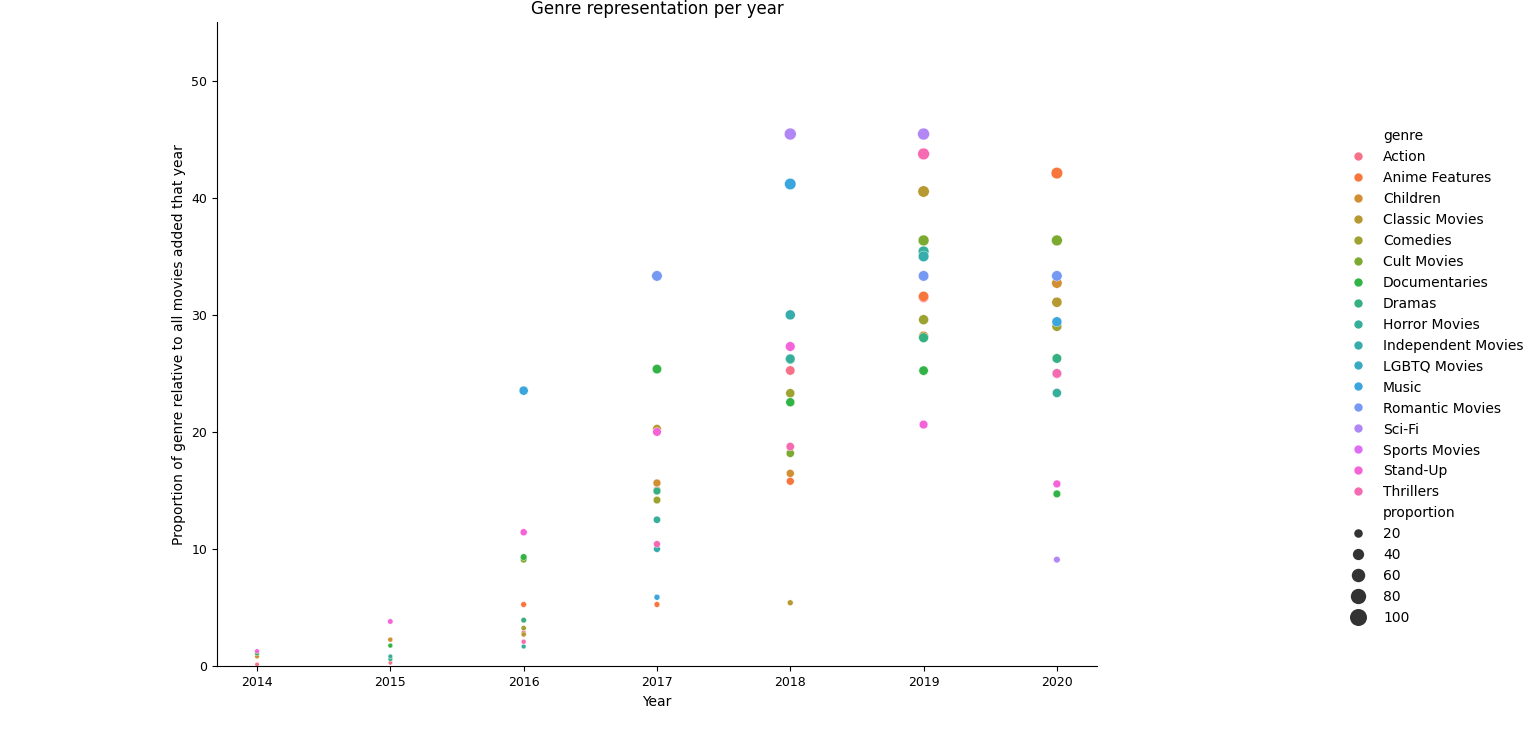 Genre representation per year
Proportion of genre relative to all movies added that year
50
40
30
20
10
0
2014
2015
2016
2017
2018
2019
2020
Year
genre
Action
Anime Features
Children
Classic Movies
Comedies
Cult Movies
Documentaries
Dramas
Horror Movies
Independent Movies
LGBTQ Movies
Music
Romantic Movies
Sci-Fi
Sports Movies
Stand-Up
Thrillers
proportion
20
40
60
80
100